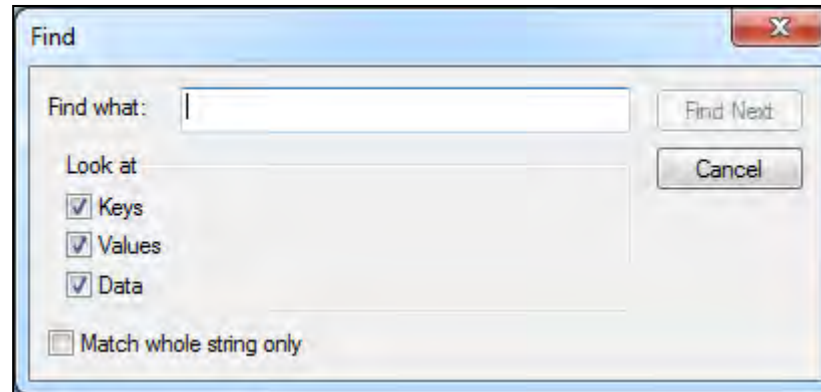 Find
Find what:
Find Next
Look at
Cancel
Keys
Values
Data
Match whole string only